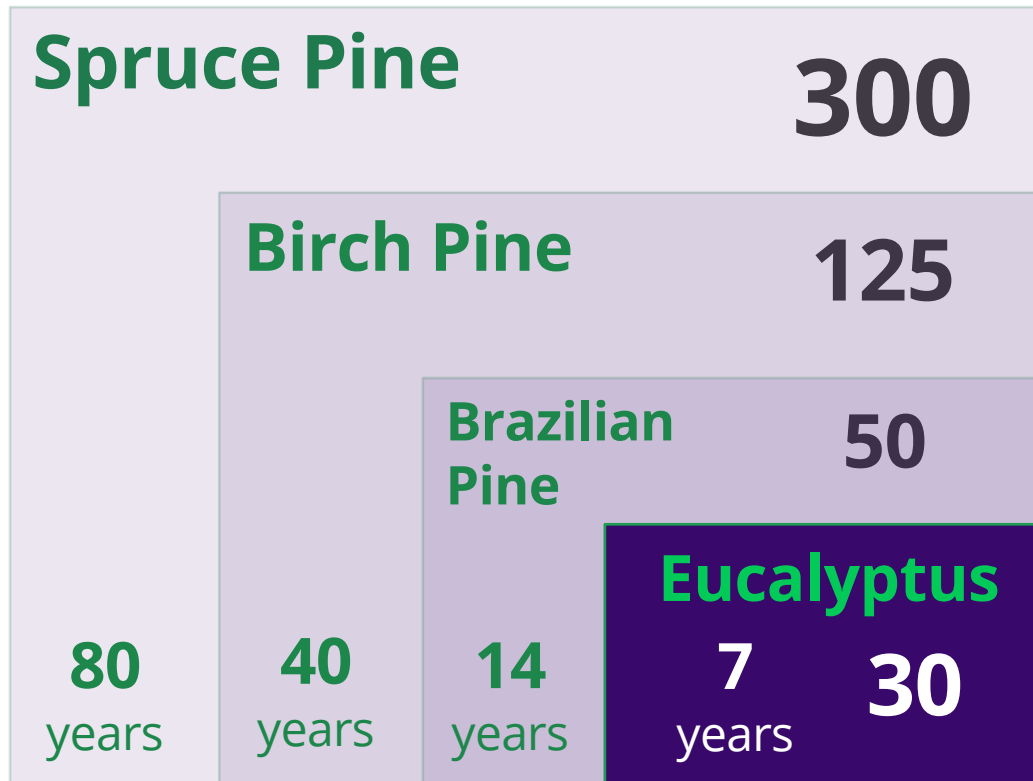 Spruce Pine
300
Birch Pine
125
Brazilian
Pine
50
Eucalyptus
80
years
40
years
14
years
7
years
30